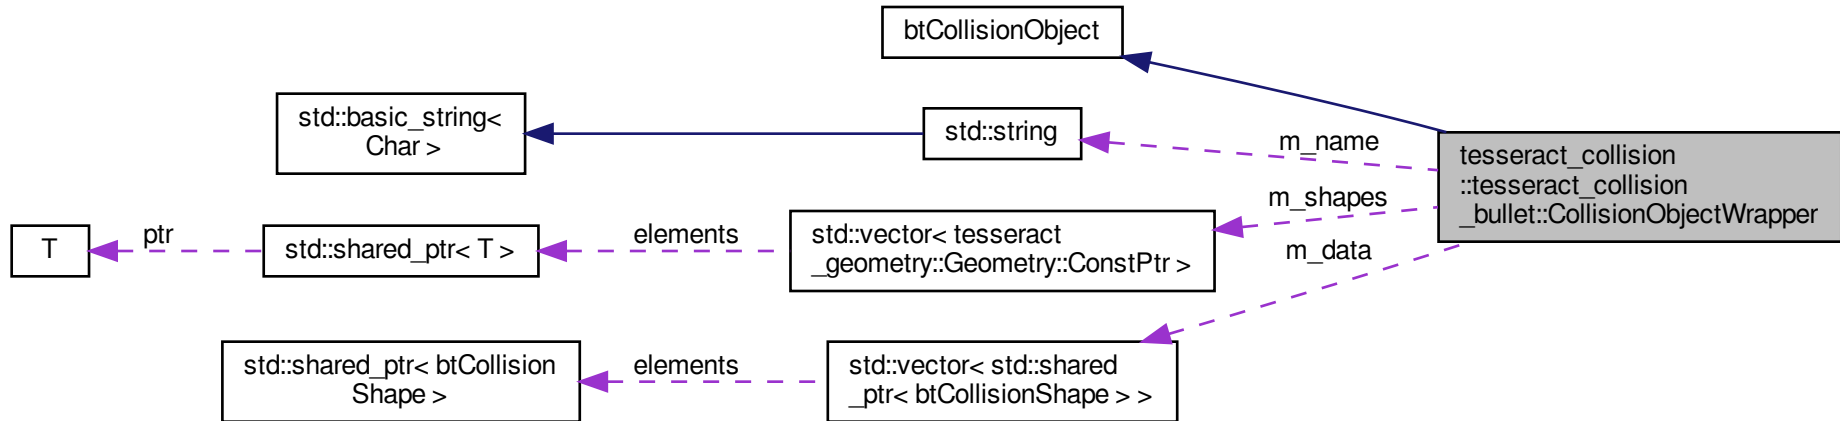 btCollisionObject
std::basic_string<
Char >
std::string
m_name
tesseract_collision
::tesseract_collision
_bullet::CollisionObjectWrapper
m_shapes
T
ptr
std::shared_ptr< T >
elements
std::vector< tesseract
_geometry::Geometry::ConstPtr >
m_data
std::shared_ptr< btCollision
Shape >
elements
std::vector< std::shared
_ptr< btCollisionShape > >